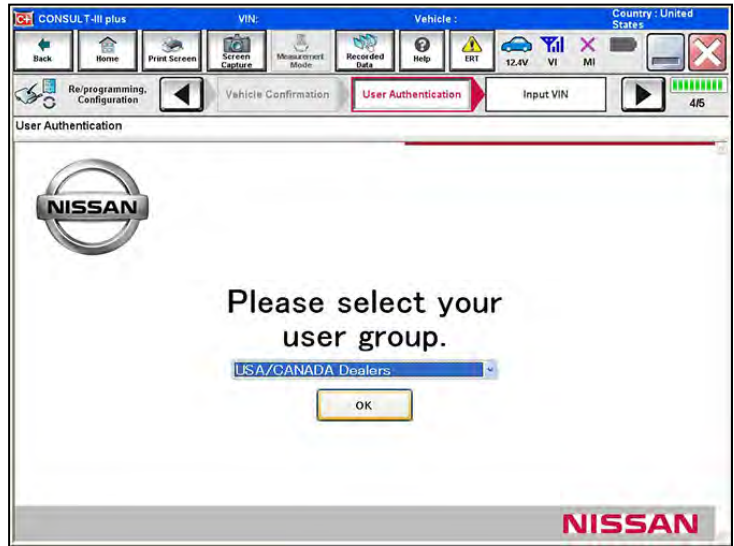 CONSULT-III plus VIN: Vehicle : Country : United States
Back Home Print Screen Screen Capture Measurement Mode Recorded Data Help ERT 12.4V VI MI
Re/programming, Configuration Vehicle Confirmation User Authentication Input VIN 4/5
User Authentication
NISSAN
Please select your
user group.
USA/CANADA Dealers
OK
NISSAN